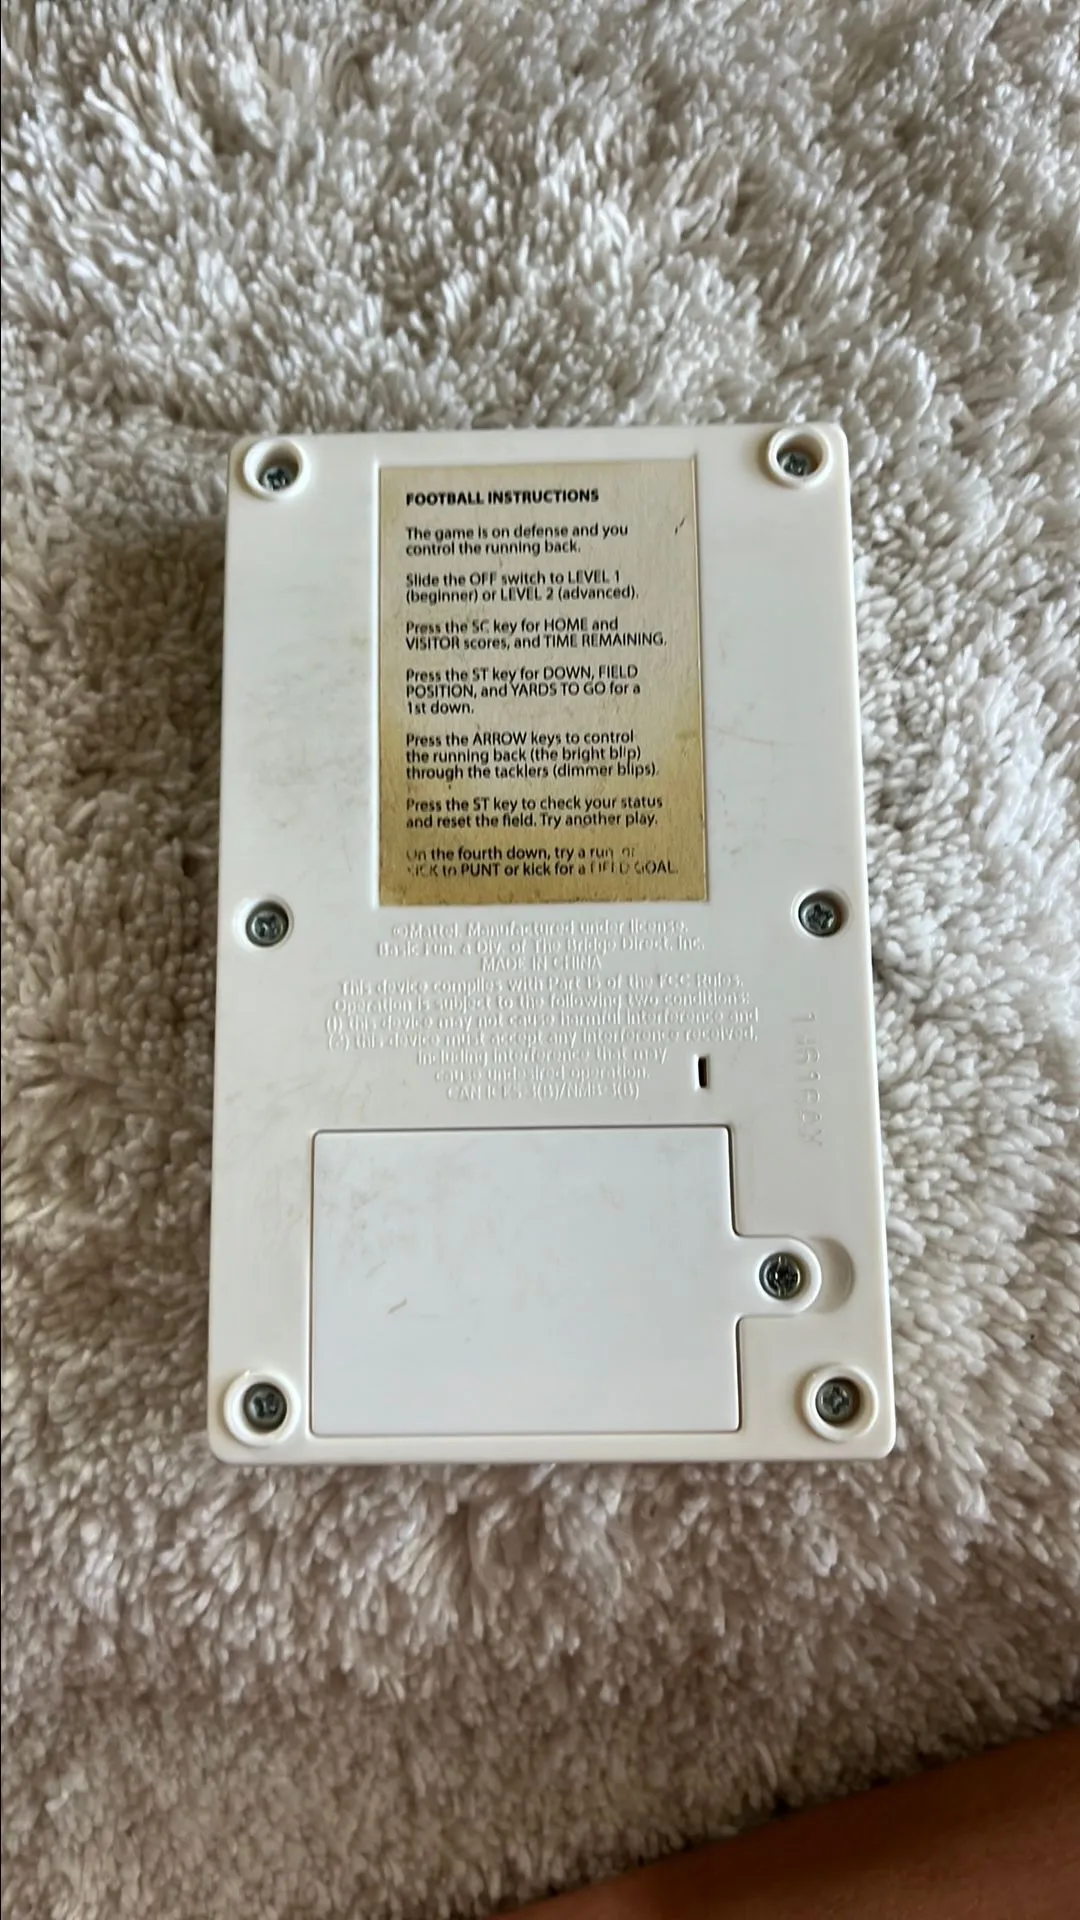 FOOTBALL INSTRUCTIONS
The game is on defense and you
control the running back.
Slide the OFF switch to LEVEL 1
(beginner) or LEVEL 2 (advanced).
Press the SC key for HOME and
VISITOR scores, and TIME REMAINING.
Press the ST key for DOWN, FIELD
POSITION, and YARDS TO GO for a
1st down.
Press the ARROW keys to control
the running back (the bright blip)
through the tacklers (dimmer blips).
Press the ST key to check your status
and reset the field. Try another play.
On the fourth down, try a run or
KICK to PUNT or kick for a FIELD GOAL.
©Mattel. Manufactured under license.
Basic Fun, a Div. of The Bridge Direct, Inc.
MADE IN CHINA
This device complies with Part 15 of the FCC Rules.
Operation is subject to the following two conditions:
(1) this device may not cause harmful interference and
(2) this device must accept any interference received,
including interference that may
cause undesired operation.
CAN ICES-3(B)/NMB-3(B)